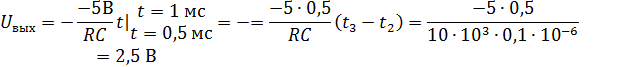 U_вых = − −5В/RC t| t = 1 мс t = 0,5 мс = −= −5 · 0,5/RC (t₃ − t₂) = −5 · 0,5/10 · 10³ · 0,1 · 10⁻⁶
= 2,5 В